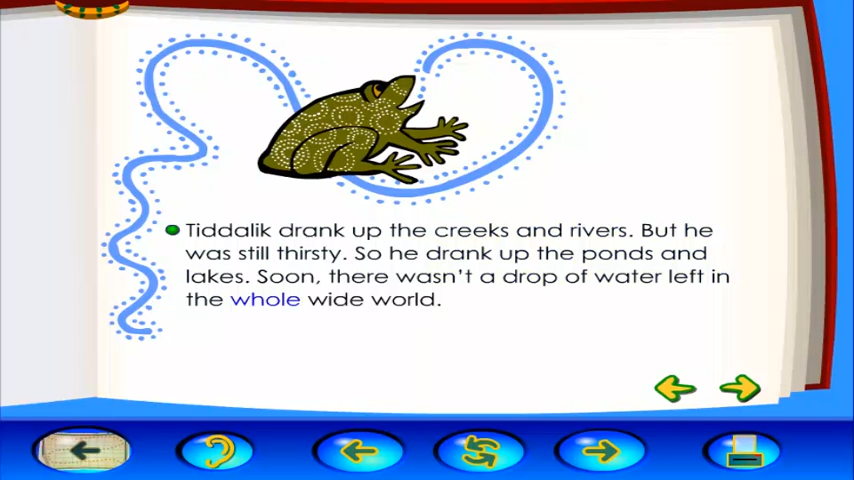 Tiddalik drank up the creeks and rivers. But he
was still thirsty. So he drank up the ponds and
lakes. Soon, there wasn't a drop of water left in
the whole wide world.